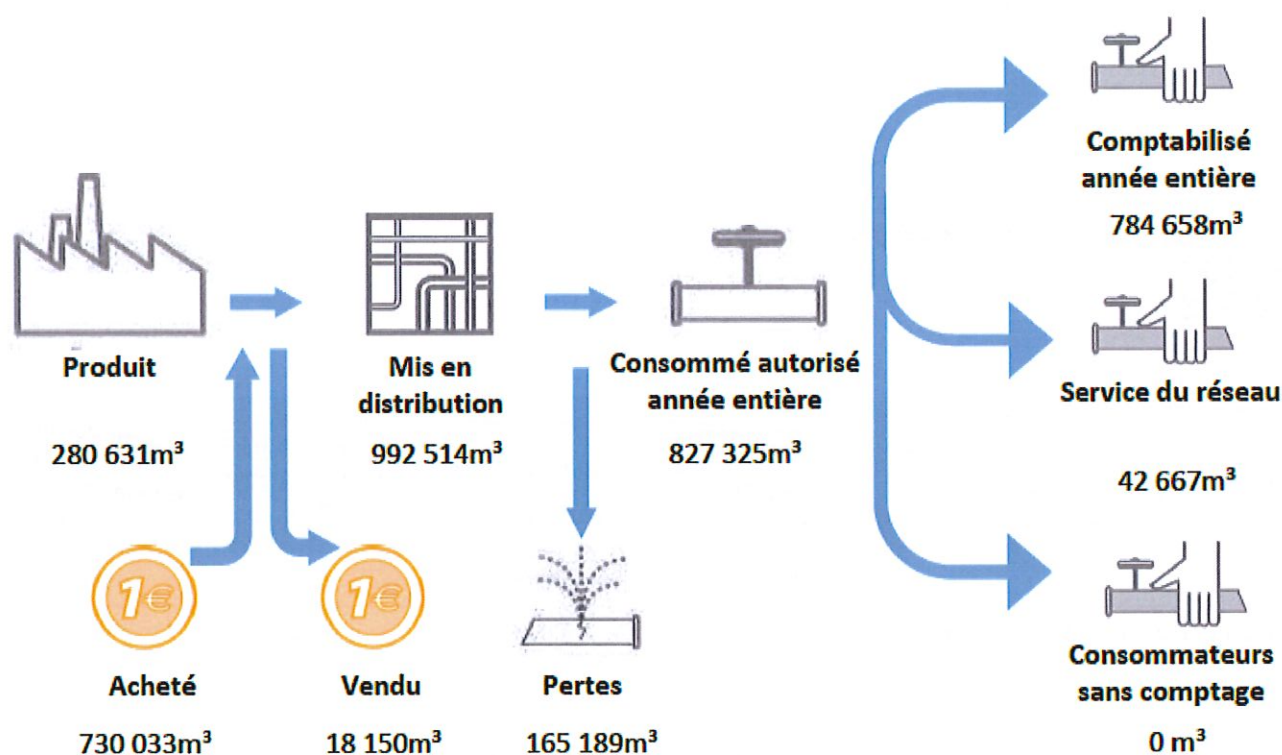 Comptabilisé
année entière
784 658m³
Produit
280 631m³
Mis en
distribution
992 514m³
Consommé autorisé
année entière
827 325m³
Service du réseau
42 667m³
1€
Acheté
730 033m³
1€
Vendu
18 150m³
Pertes
165 189m³
Consommateurs
sans comptage
0 m³